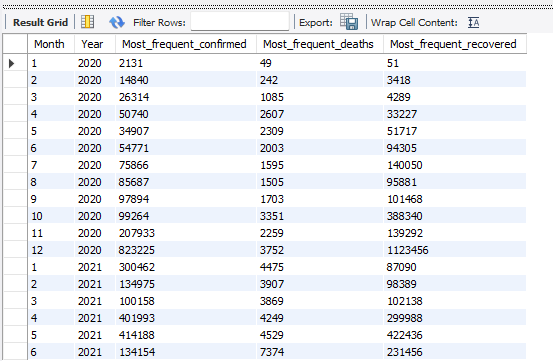 Result Grid Filter Rows: Export: Wrap Cell Content: IA
Month Year Most_frequent_confirmed Most_frequent_deaths Most_frequent_recovered
1 2020 2131 49 51
2 2020 14840 242 3418
3 2020 26314 1085 4289
4 2020 50740 2607 33227
5 2020 34907 2309 51717
6 2020 54771 2003 94305
7 2020 75866 1595 140050
8 2020 85687 1505 95881
9 2020 97894 1703 101468
10 2020 99264 3351 388340
11 2020 207933 2259 139292
12 2020 823225 3752 1123456
1 2021 300462 4475 87090
2 2021 134975 3907 98389
3 2021 100158 3869 102138
4 2021 401993 4249 299988
5 2021 414188 4529 422436
6 2021 134154 7374 231456